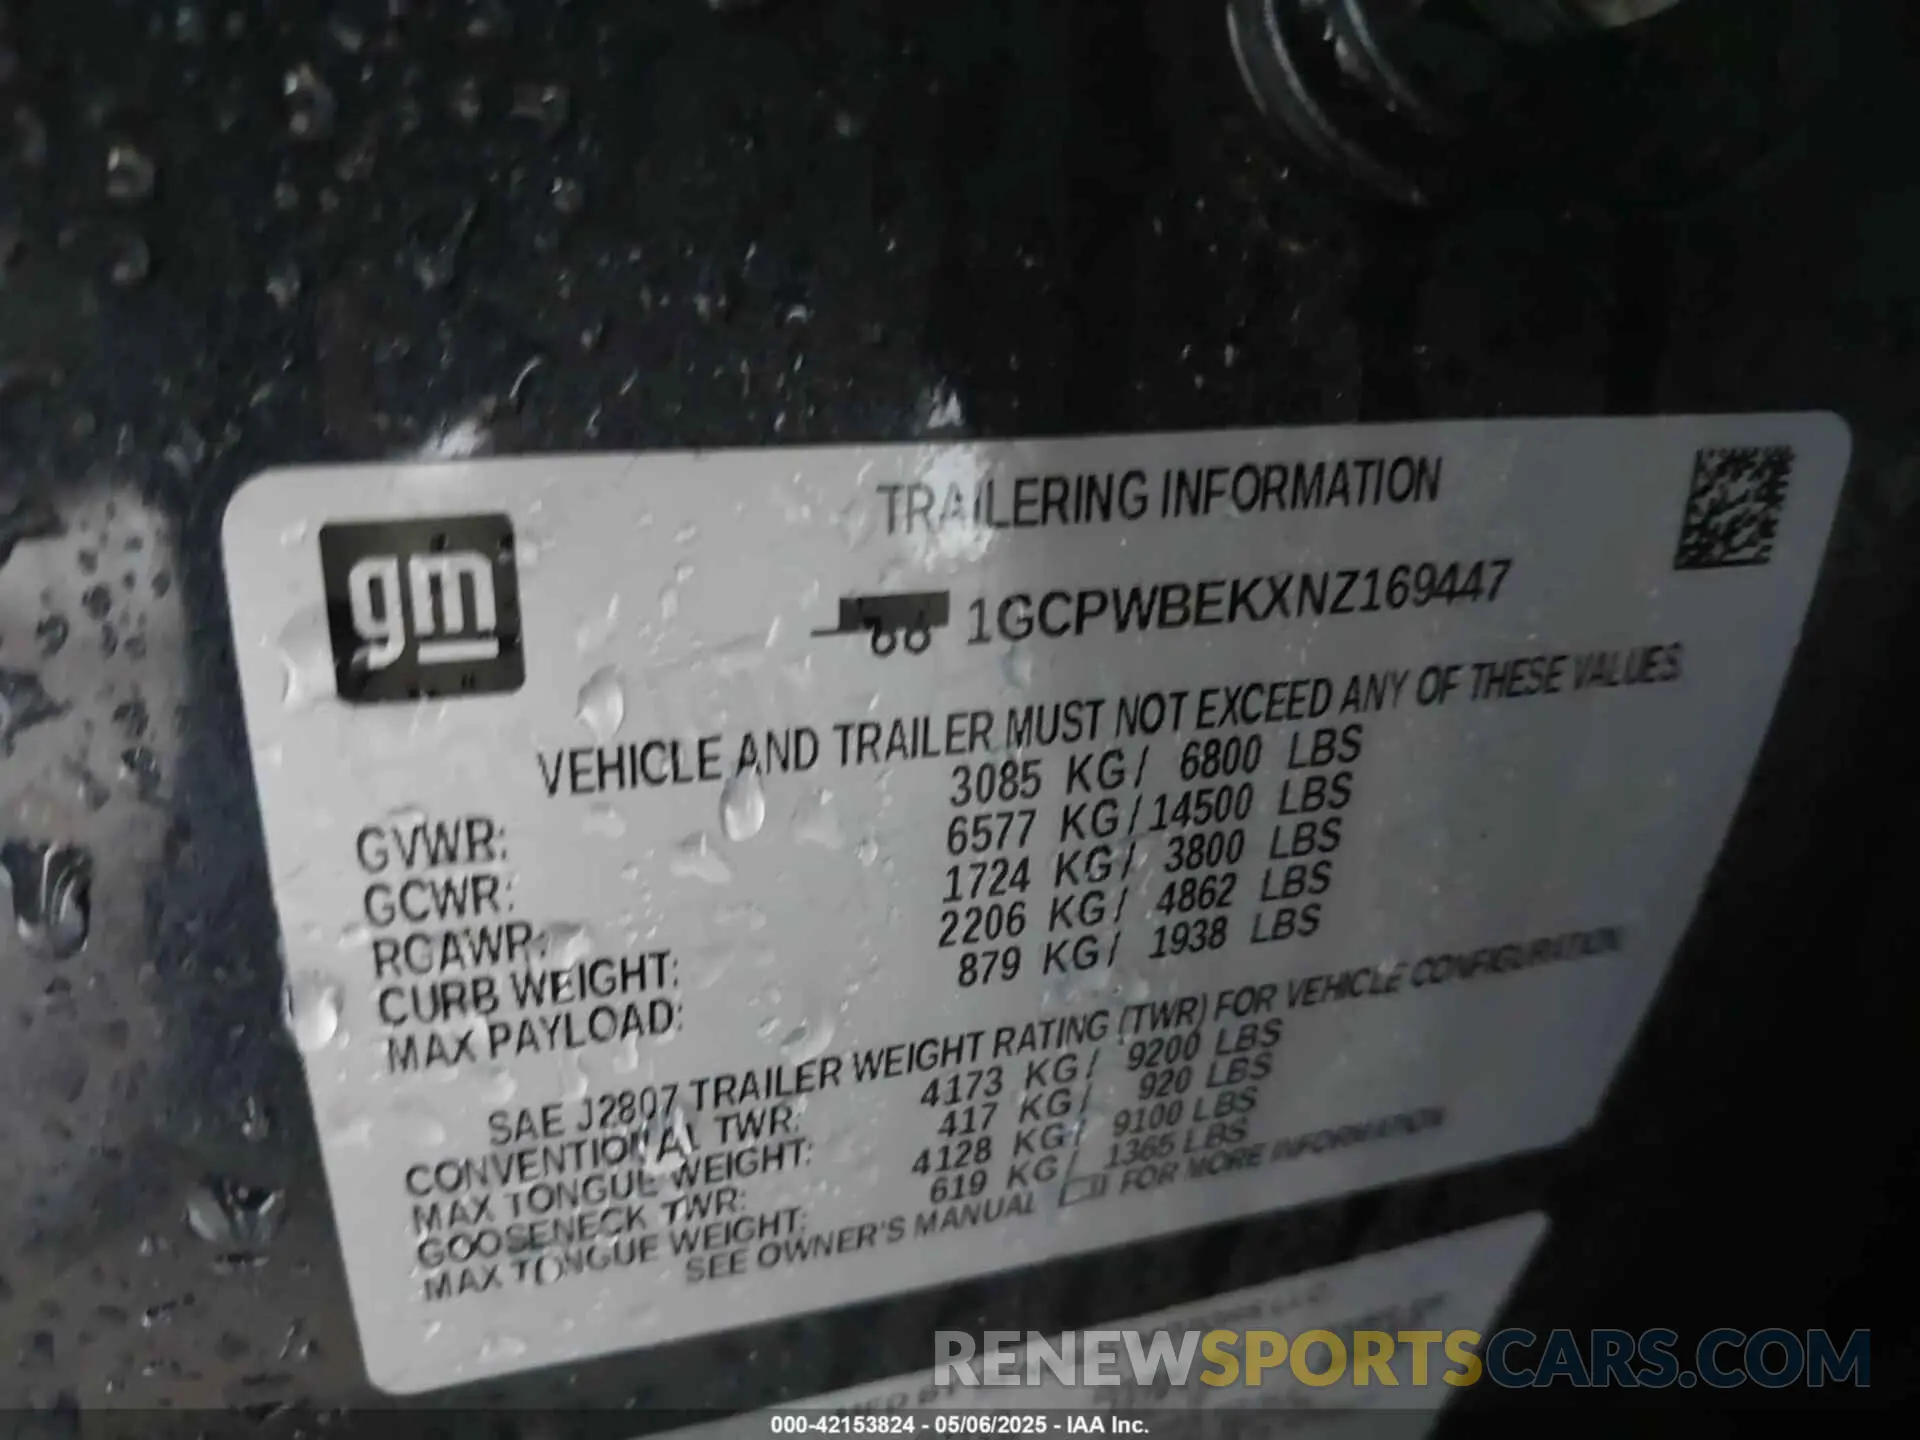 gm
TRAILERING INFORMATION
1GCPWBEKXNZ169447
VEHICLE AND TRAILER MUST NOT EXCEED ANY OF THESE VALUES
GVWR: 3085 KG/ 6800 LBS
GCWR: 6577 KG/14500 LBS
RGAWR: 1724 KG/ 3800 LBS
CURB WEIGHT: 2206 KG/ 4862 LBS
MAX PAYLOAD: 879 KG/ 1938 LBS
SAE J2807 TRAILER WEIGHT RATING (TWR) FOR VEHICLE CONFIGURATION
CONVENTIONAL TWR: 4173 KG/ 9200 LBS
MAX TONGUE WEIGHT: 417 KG/ 920 LBS
GOOSENECK TWR: 4128 KG/ 9100 LBS
MAX TONGUE WEIGHT: 619 KG/ 1365 LBS
SEE OWNER'S MANUAL FOR MORE INFORMATION
RENEWSPORTSCARS.COM
000-42153824 - 05/06/2025 - IAA Inc.